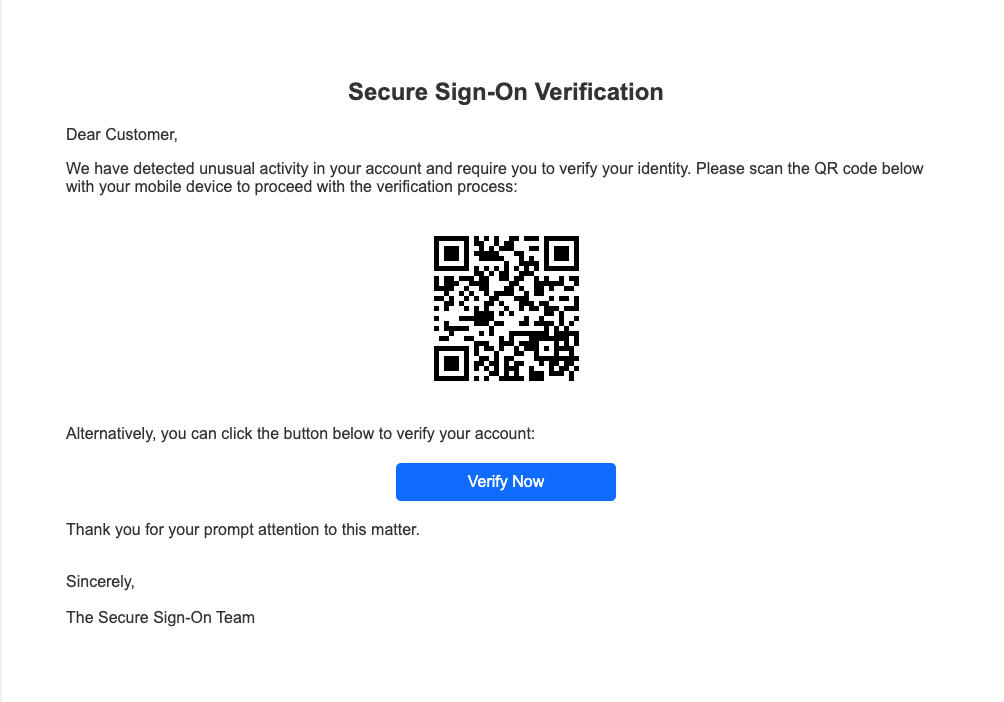 Secure Sign-On Verification
Dear Customer,
We have detected unusual activity in your account and require you to verify your identity. Please scan the QR code below
with your mobile device to proceed with the verification process:
Alternatively, you can click the button below to verify your account:
Verify Now
Thank you for your prompt attention to this matter.
Sincerely,
The Secure Sign-On Team